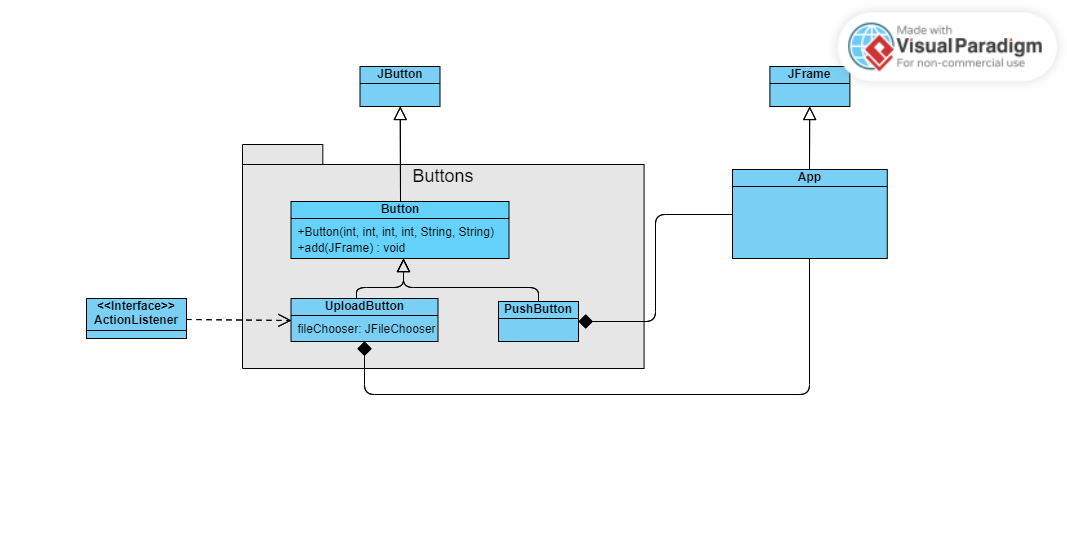 Made with
Visual Paradigm
For non-commercial use
JButton
JFrame
Buttons
App
Button
+Button(int, int, int, int, String, String)
+add(JFrame) : void
<<Interface>>
ActionListener
UploadButton
fileChooser: JFileChooser
PushButton